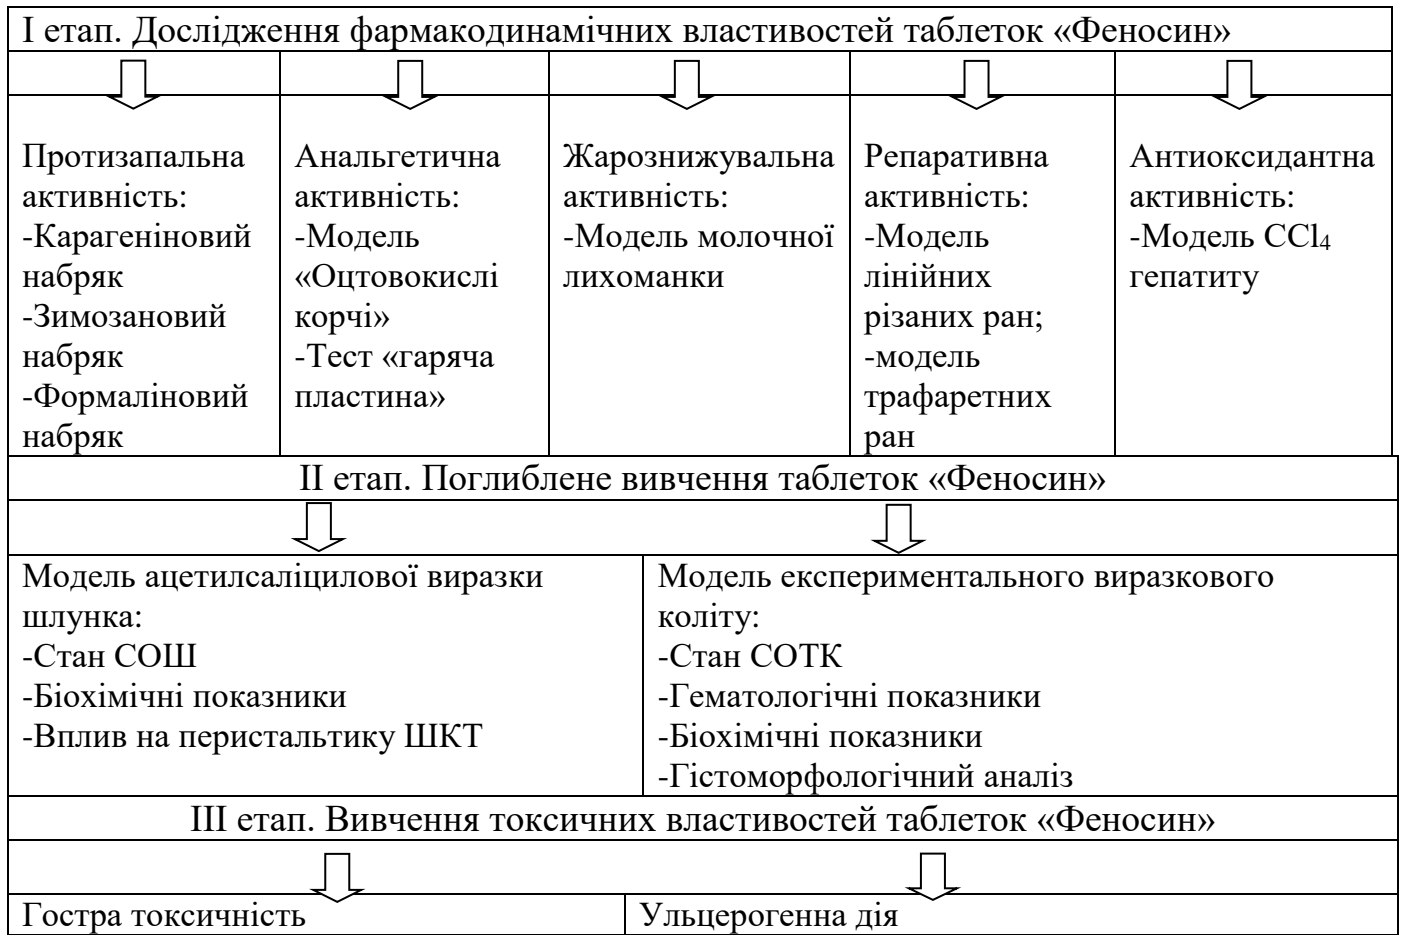 І етап. Дослідження фармакодинамічних властивостей таблеток «Феносин»
Протизапальна
активність:
-Карагеніновий
набряк
-Зимозановий
набряк
-Формаліновий
набряк
Анальгетична
активність:
-Модель
«Оцтовокислі
корчі»
-Тест «гаряча
пластина»
Жарознижувальна
активність:
-Модель молочної
лихоманки
Репаративна
активність:
-Модель
лінійних
різаних ран;
-модель
трафаретних
ран
Антиоксидантна
активність:
-Модель CCl₄
гепатиту
ІІ етап. Поглиблене вивчення таблеток «Феносин»
Модель ацетилсаліцилової виразки
шлунка:
-Стан СОШ
-Біохімічні показники
-Вплив на перистальтику ШКТ
Модель експериментального виразкового
коліту:
-Стан СОТК
-Гематологічні показники
-Біохімічні показники
-Гістоморфологічний аналіз
ІІІ етап. Вивчення токсичних властивостей таблеток «Феносин»
Гостра токсичність
Ульцерогенна дія